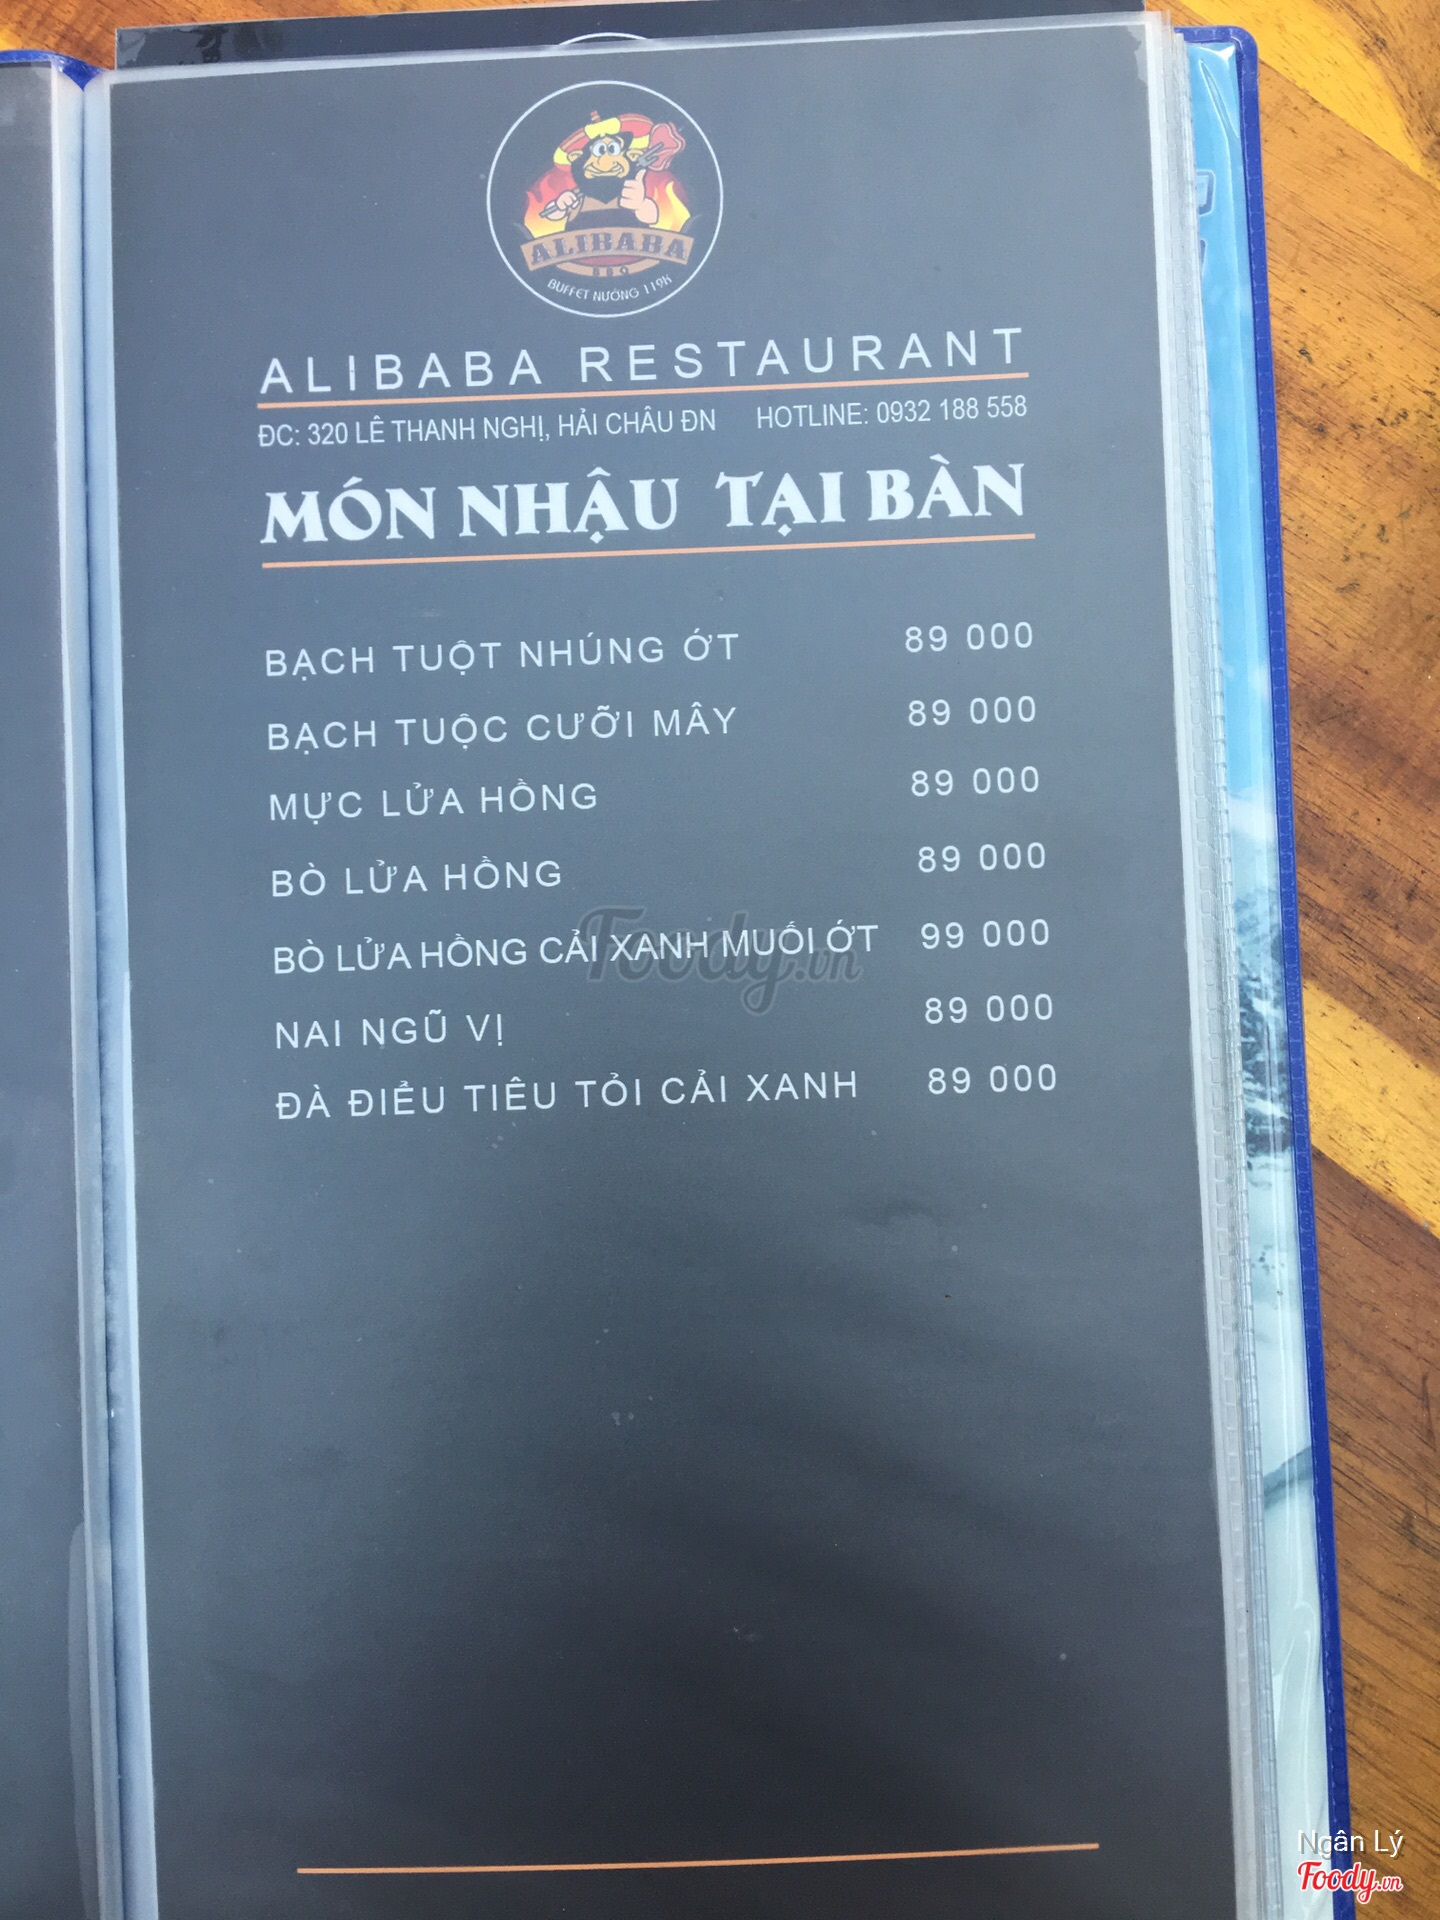 ALIBABA
BBQ
BUFFET NƯỚNG 119K
ALIBABA RESTAURANT
ĐC: 320 LÊ THANH NGHỊ, HẢI CHÂU ĐN HOTLINE: 0932 188 558
MÓN NHẬU TẠI BÀN
BẠCH TUỘT NHÚNG ỚT 89 000
BẠCH TUỘC CƯỠI MÂY 89 000
MỰC LỬA HỒNG 89 000
BÒ LỬA HỒNG 89 000
BÒ LỬA HỒNG CẢI XANH MUỐI ỚT 99 000
NAI NGŨ VỊ 89 000
ĐÀ ĐIỂU TIÊU TỎI CẢI XANH 89 000
Foody.vn
Ngân Lý
Foody.vn